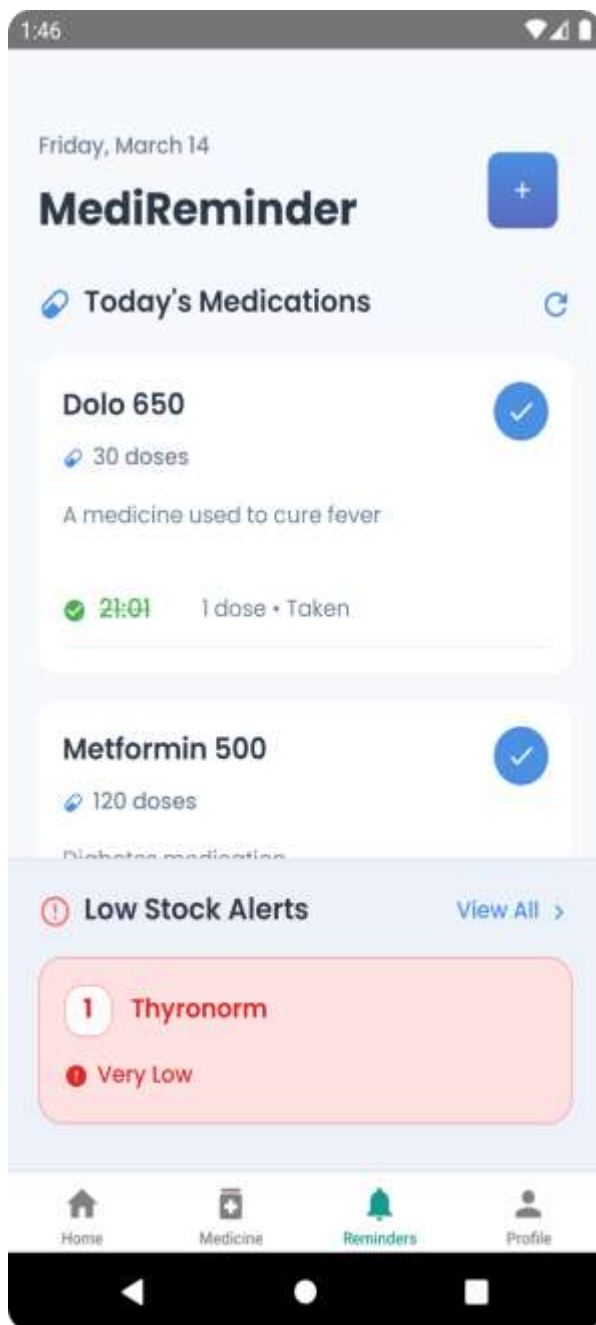 1:46
Friday, March 14
MediReminder
+
Today's Medications
Dolo 650
30 doses
A medicine used to cure fever
21:01 1 dose • Taken
Metformin 500
120 doses
Diabetes medication
Low Stock Alerts
View All >
1 Thyronorm
Very Low
Home Medicine Reminders Profile